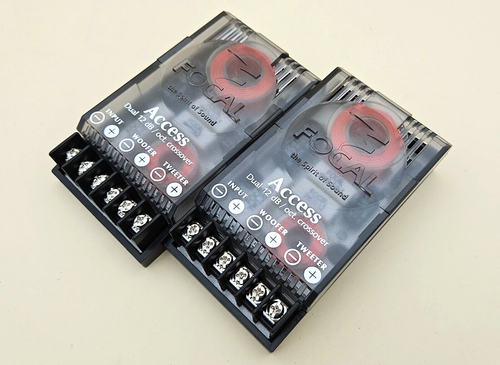 FOCAL
the Spirit of Sound
Access
Dual 12 dB / oct crossover
INPUT WOOFER TWEETER
- + - + - +
FOCAL
the Spirit of Sound
Access
Dual 12 dB / oct crossover
INPUT WOOFER TWEETER
- + - + - +